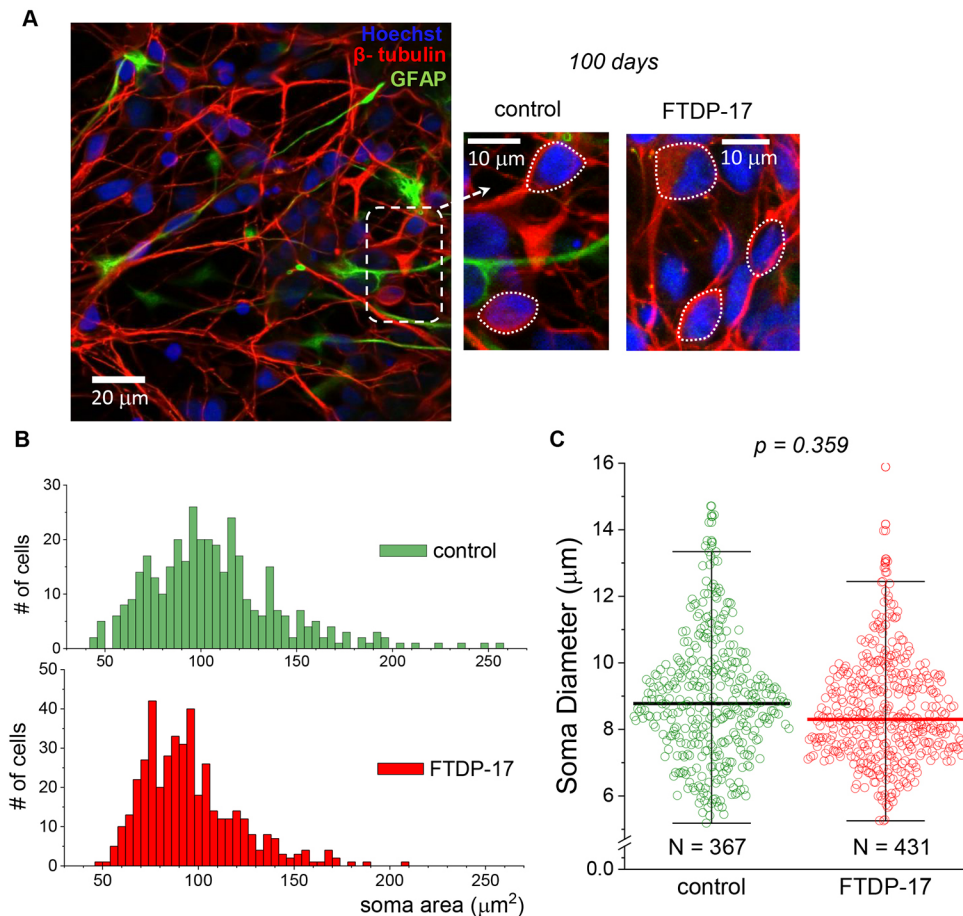 A
Hoechst
β- tubulin
GFAP
20 μm
100 days
control
FTDP-17
10 μm
10 μm
B
30
20
10
0
# of cells
control
40
30
20
10
0
# of cells
FTDP-17
50
100
150
200
250
soma area (μm²)
C
p = 0.359
16
14
12
10
8
6
0.0
Soma Diameter (μm)
N = 367
N = 431
control
FTDP-17